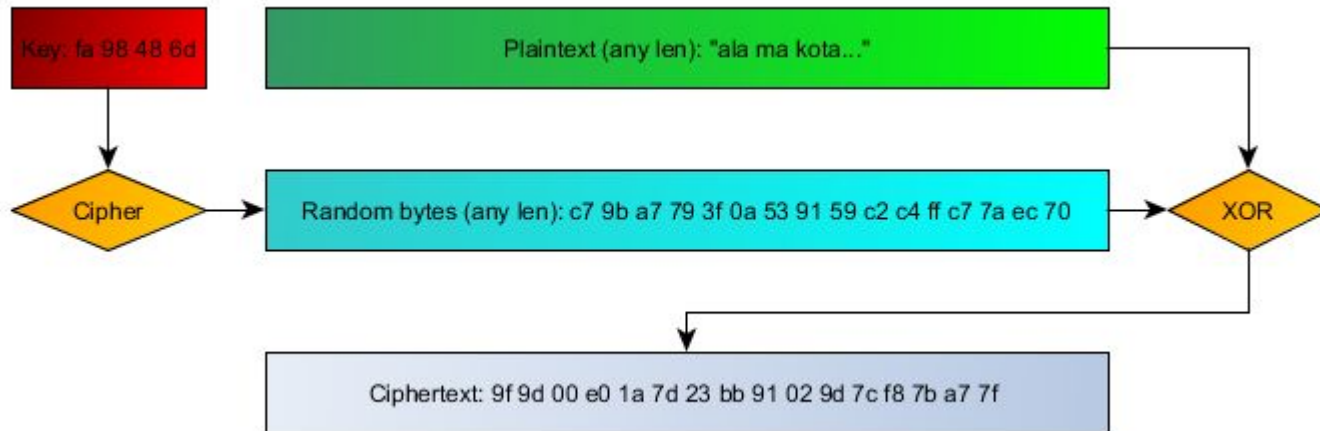 Key: fa 98 48 6d
Plaintext (any len): "ala ma kota..."
Cipher
Random bytes (any len): c7 9b a7 79 3f 0a 53 91 59 c2 c4 ff c7 7a ec 70
XOR
Ciphertext: 9f 9d 00 e0 1a 7d 23 bb 91 02 9d 7c f8 7b a7 7f